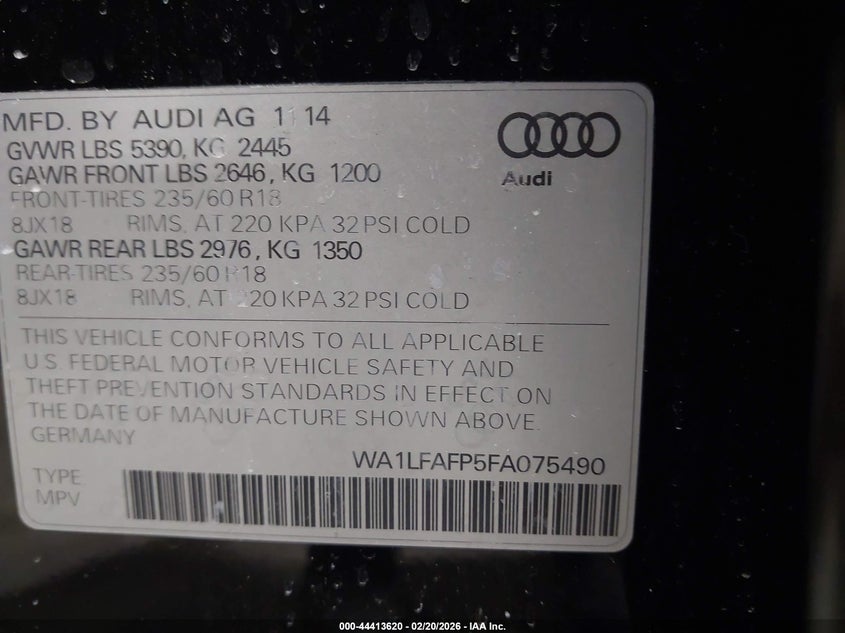 MFD. BY AUDI AG 11 14
GVWR LBS 5390, KG 2445
GAWR FRONT LBS 2646, KG 1200
FRONT-TIRES 235/60 R18
8JX18 RIMS, AT 220 KPA 32 PSI COLD
GAWR REAR LBS 2976, KG 1350
REAR-TIRES 235/60 R18
8JX18 RIMS, AT 220 KPA 32 PSI COLD
Audi
THIS VEHICLE CONFORMS TO ALL APPLICABLE
U.S. FEDERAL MOTOR VEHICLE SAFETY AND
THEFT PREVENTION STANDARDS IN EFFECT ON
THE DATE OF MANUFACTURE SHOWN ABOVE.
GERMANY
WA1LFAFP5FA075490
TYPE
MPV
000-44413620 - 02/20/2026 - IAA Inc.